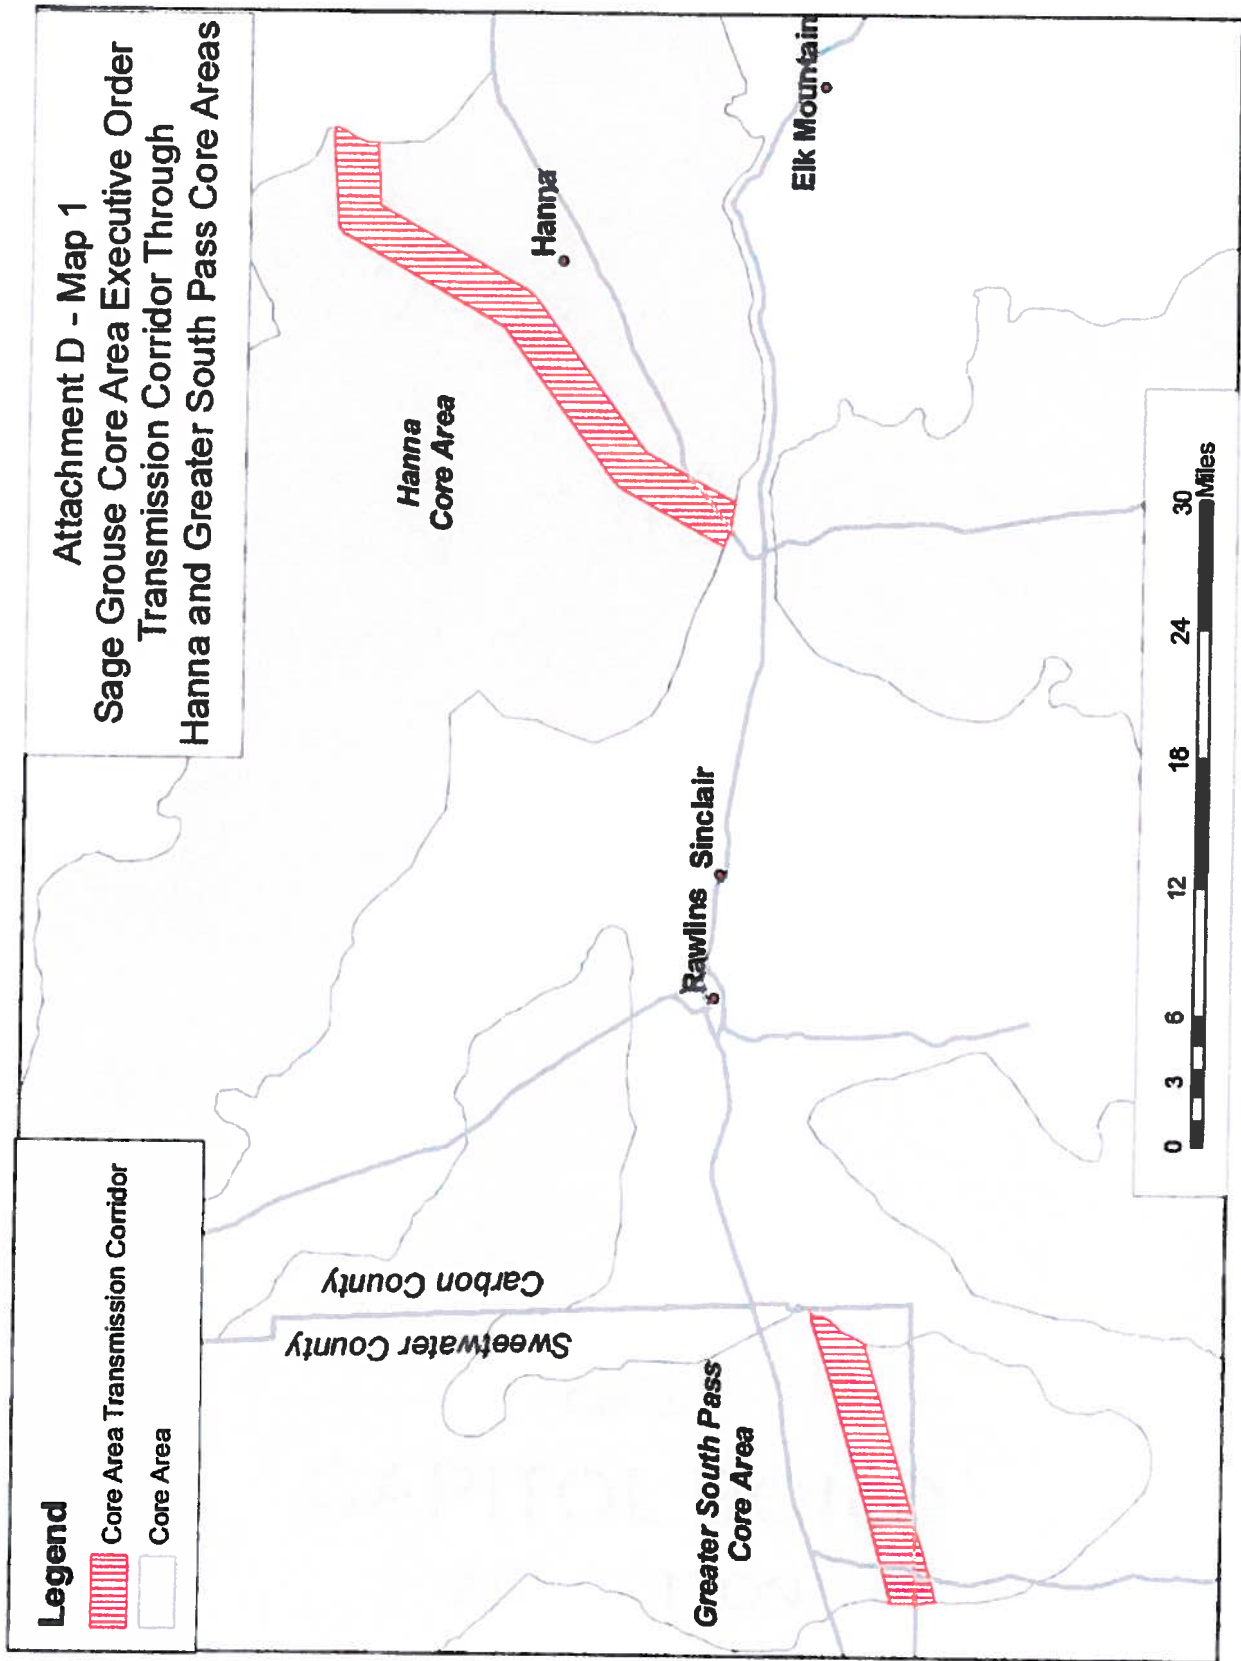 Attachment D - Map 1
Sage Grouse Core Area Executive Order
Transmission Corridor Through
Hanna and Greater South Pass Core Areas
Legend
Core Area Transmission Corridor
Core Area
Hanna
Core Area
Hanna
Elk Mountain
Rawlins
Sinclair
Carbon County
Sweetwater County
Greater South Pass
Core Area
0 3 6 12 18 24 30
Miles